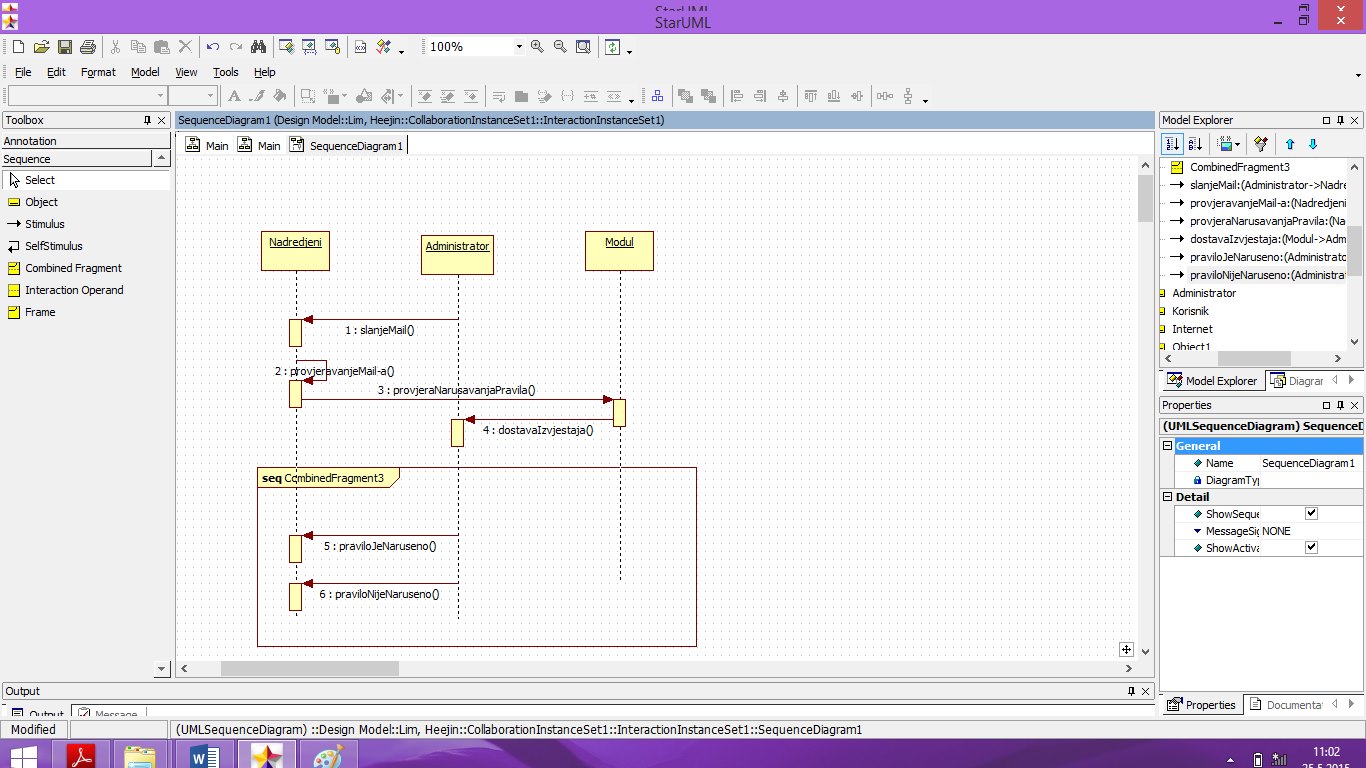 StarUML
StarUML
100%
File Edit Format Model View Tools Help
Toolbox
Annotation
Sequence
Select
Object
Stimulus
SelfStimulus
Combined Fragment
Interaction Operand
Frame
SequenceDiagram1 (Design Model::Lim, Heejin::CollaborationInstanceSet1::InteractionInstanceSet1)
Main Main SequenceDiagram1
Nadredjeni Administrator Modul
1 : slanjeMail()
2 : provjeravanjeMail-a()
3 : provjeraNarusavanjaPravila()
4 : dostavaIzvjestaja()
seq CombinedFragment3
5 : praviloJeNaruseno()
6 : praviloNijeNaruseno()
Model Explorer
CombinedFragment3
slanjeMail:(Administrator->Nadre
provjeravanjeMail-a:(Nadredjeni
provjeraNarusavanjaPravila:(Na
dostavaIzvjestaja:(Modul->Adm
praviloJeNaruseno:(Administrator
praviloNijeNaruseno:(Administra
Administrator
Korisnik
Internet
Object1
Model Explorer Diagrar
Properties
(UMLSequenceDiagram) SequenceD
General
Name SequenceDiagram1
DiagramTy
Detail
ShowSeque
MessageSig NONE
ShowActiva
Properties Documenta
Output
Output Message
Modified (UMLSequenceDiagram) ::Design Model::Lim, Heejin::CollaborationInstanceSet1::InteractionInstanceSet1::SequenceDiagram1
11:02
25.5.2015